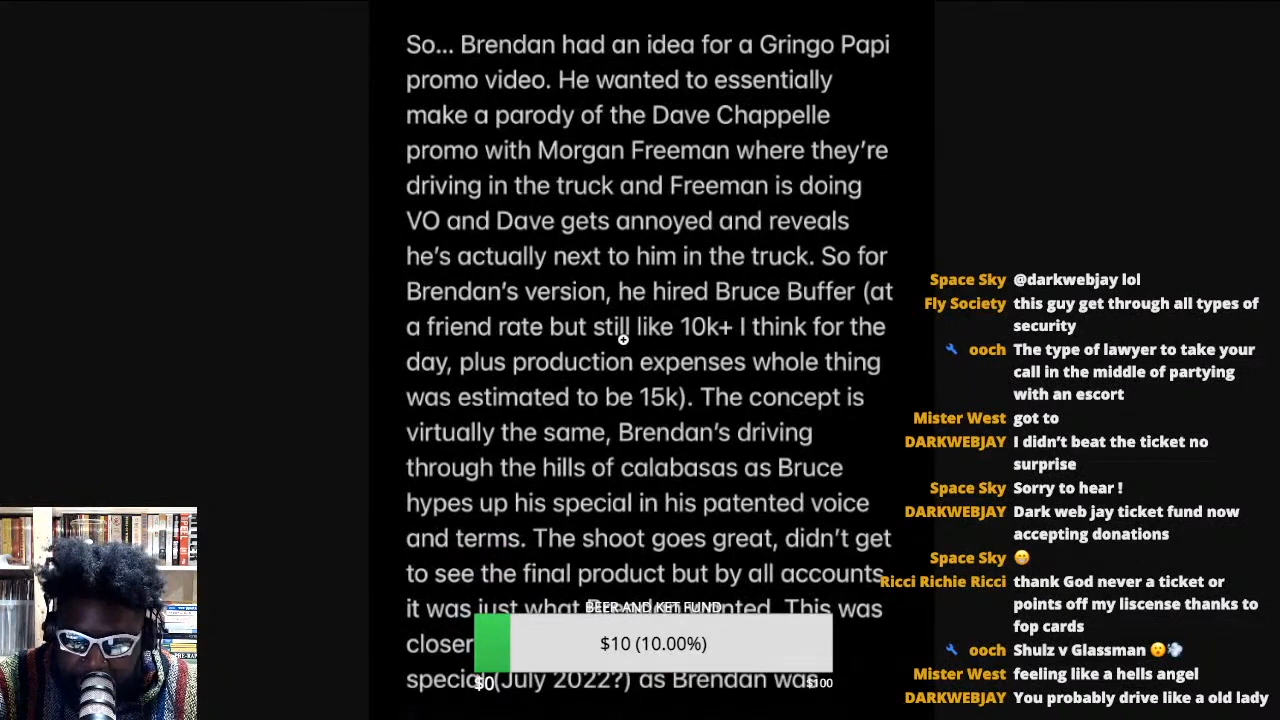 So... Brendan had an idea for a Gringo Papi
promo video. He wanted to essentially
make a parody of the Dave Chappelle
promo with Morgan Freeman where they're
driving in the truck and Freeman is doing
VO and Dave gets annoyed and reveals
he's actually next to him in the truck. So for
Brendan's version, he hired Bruce Buffer (at
a friend rate but still like 10k+ I think for the
day, plus production expenses whole thing
was estimated to be 15k). The concept is
virtually the same, Brendan's driving
through the hills of calabasas as Bruce
hypes up his special in his patented voice
and terms. The shoot goes great, didn't get
to see the final product but by all accounts
it was just what wanted. This was
closer
special (July 2022?) as Brendan was
BEER AND KET FUND
$10 (10.00%)
$0
$100
Space Sky @darkwebjay lol
Fly Society this guy get through all types of
security
ooch The type of lawyer to take your
call in the middle of partying
with an escort
Mister West got to
DARKWEBJAY I didn't beat the ticket no
surprise
Space Sky Sorry to hear !
DARKWEBJAY Dark web jay ticket fund now
accepting donations
Space Sky 😁
Ricci Richie Ricci thank God never a ticket or
points off my liscense thanks to
fop cards
ooch Shulz v Glassman 😮💨
Mister West feeling like a hells angel
DARKWEBJAY You probably drive like a old lady